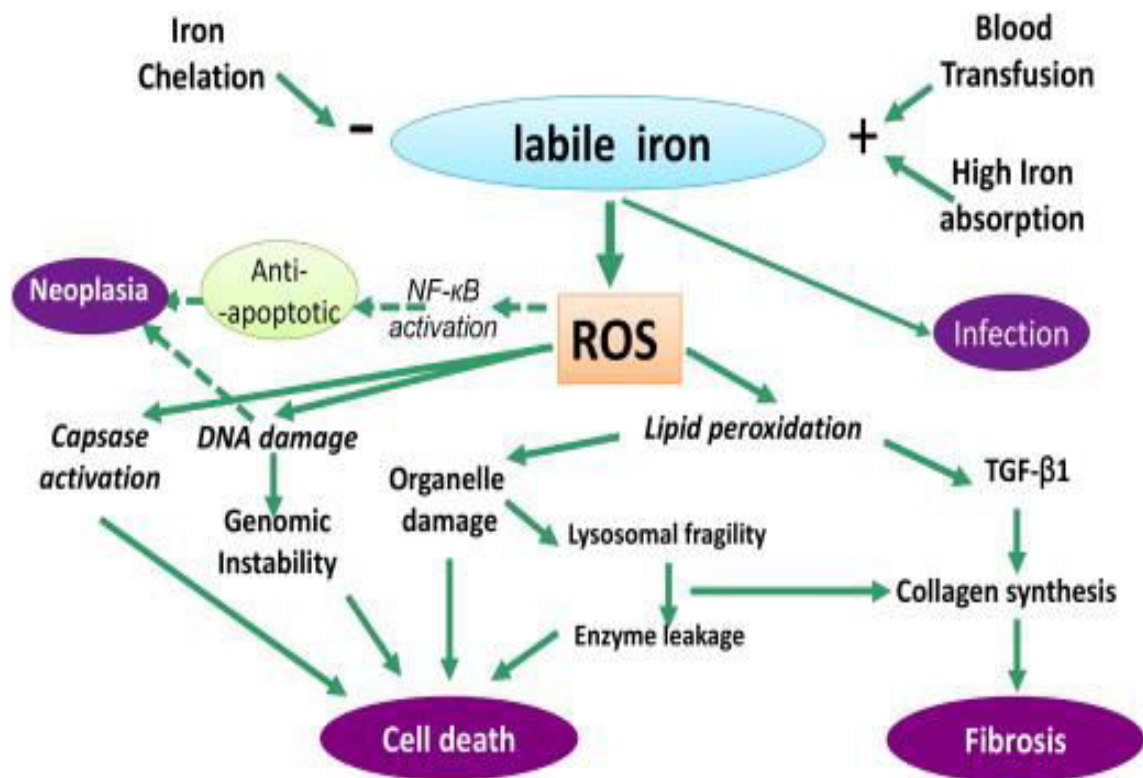 Iron
Chelation
-
labile iron
+
Blood
Transfusion
High Iron
absorption
Neoplasia
Anti-
-apoptotic
NF-κB
activation
ROS
Infection
Capsase
activation
DNA damage
Lipid peroxidation
Genomic
Instability
Organelle
damage
Lysosomal fragility
Enzyme leakage
TGF-β1
Collagen synthesis
Cell death
Fibrosis